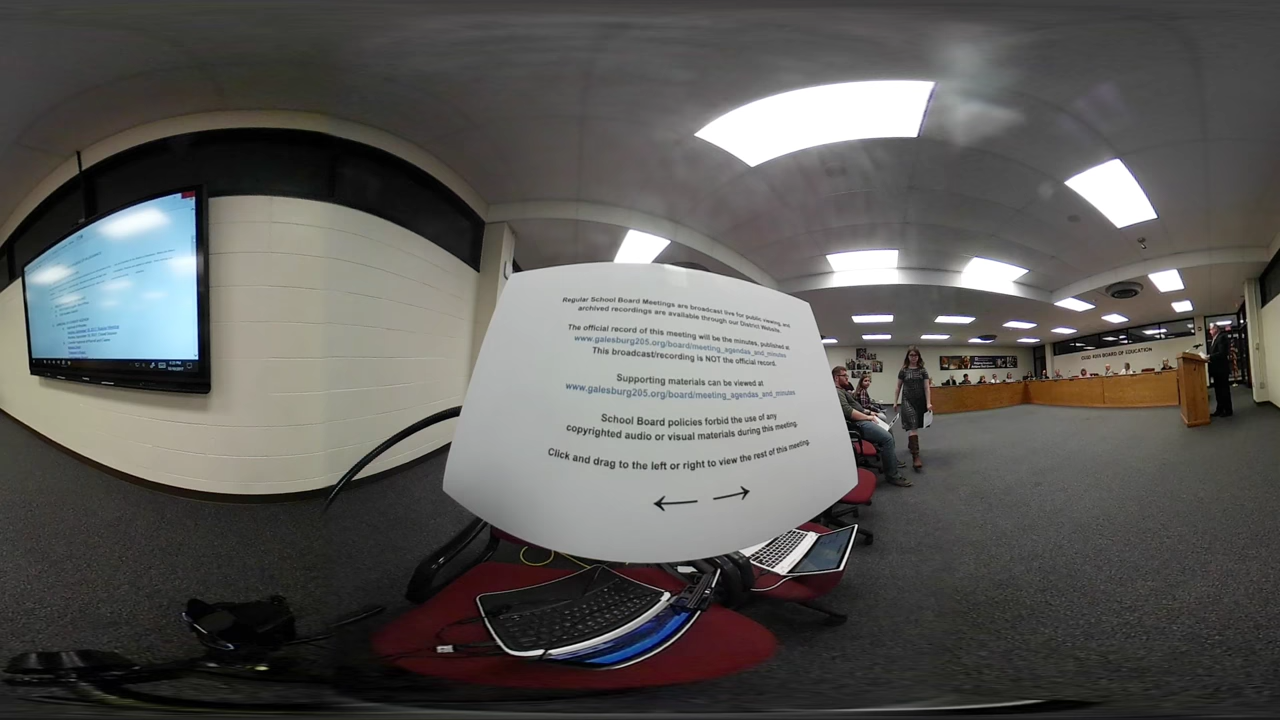 Regular School Board Meetings are broadcast live for public viewing, and
archived recordings are available through our District Website.
The official record of this meeting will be the minutes, published at
www.galesburg205.org/board/meeting_agendas_and_minutes
This broadcast/recording is NOT the official record.
Supporting materials can be viewed at
www.galesburg205.org/board/meeting_agendas_and_minutes
School Board policies forbid the use of any
copyrighted audio or visual materials during this meeting.
Click and drag to the left or right to view the rest of this meeting.
← →
CUSD #205 BOARD OF EDUCATION